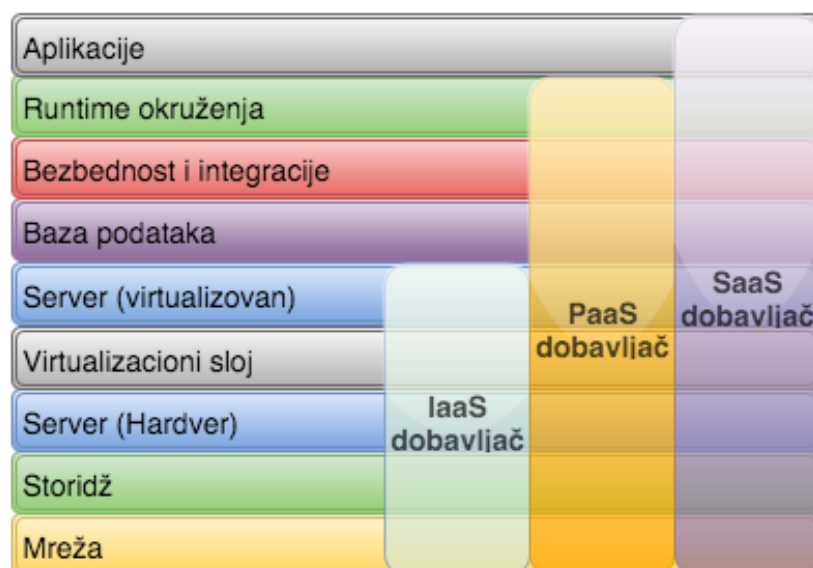 Aplikacije
Runtime okruženja
Bezbednost i integracije
Baza podataka
Server (virtualizovan)
Virtualizacioni sloj
Server (Hardver)
Storidž
Mreža
IaaS
dobavljač
PaaS
dobavljač
SaaS
dobavljač